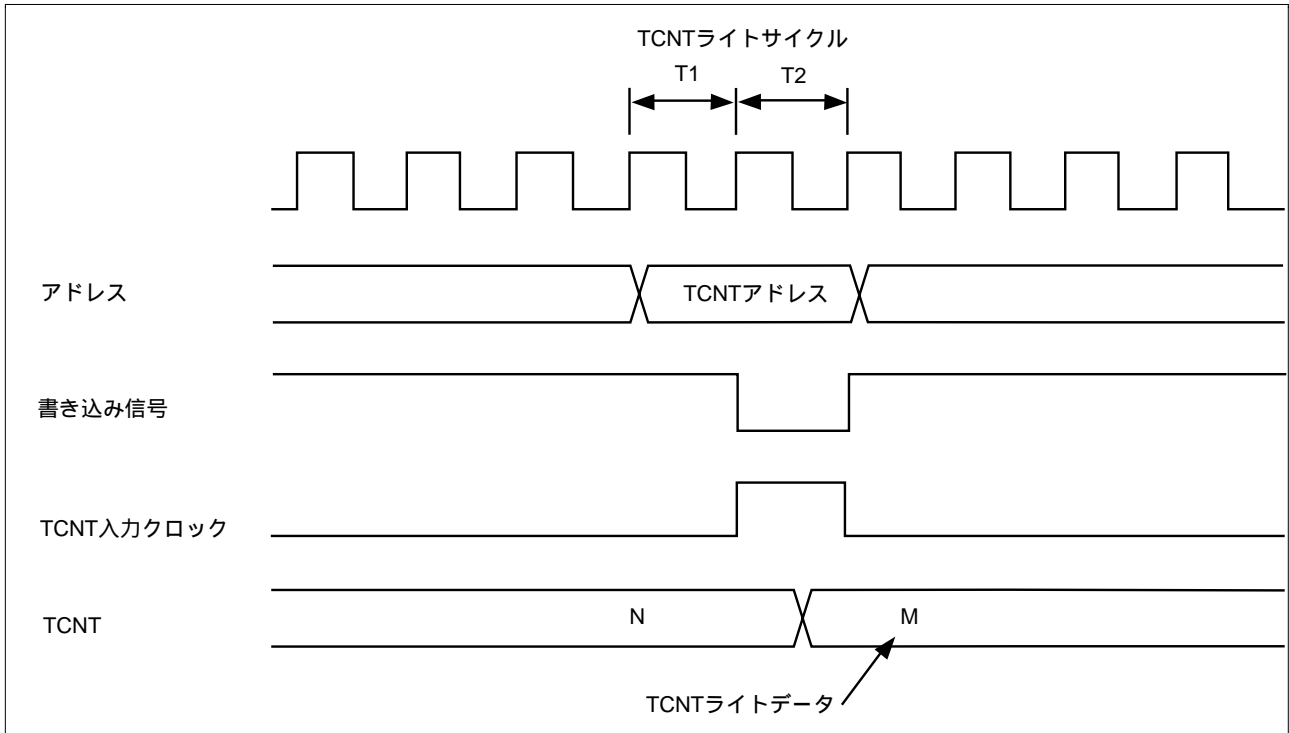 TCNTライトサイクル
T1 T2
アドレス TCNTアドレス
書き込み信号
TCNT入力クロック
TCNT N M
TCNTライトデータ